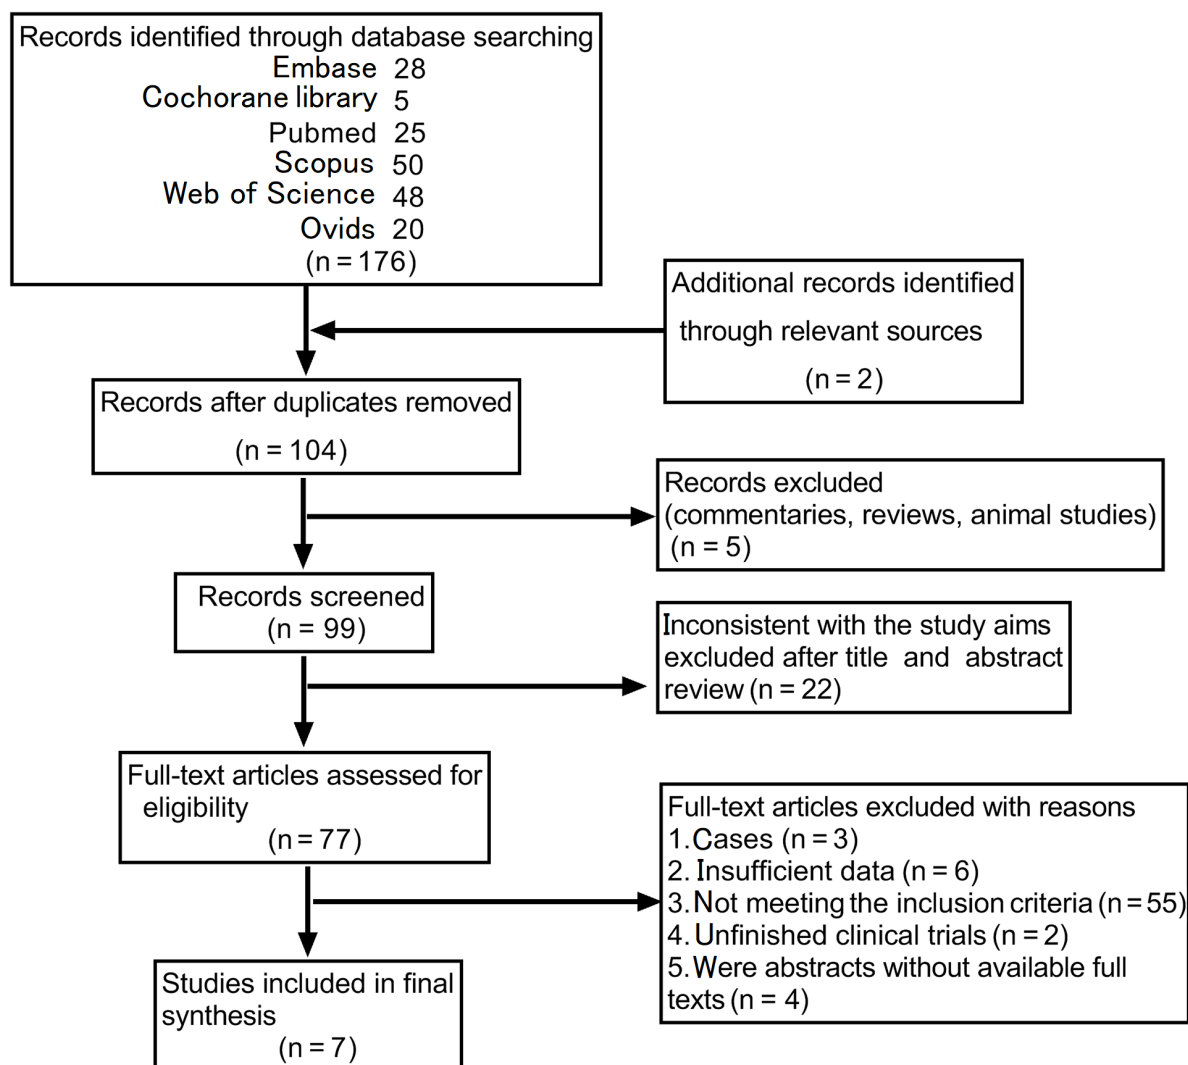 Records identified through database searching
Embase 28
Cochorane library 5
Pubmed 25
Scopus 50
Web of Science 48
Ovids 20
(n = 176)
Additional records identified
through relevant sources
(n = 2)
Records after duplicates removed
(n = 104)
Records excluded
(commentaries, reviews, animal studies)
(n = 5)
Records screened
(n = 99)
Inconsistent with the study aims
excluded after title and abstract
review (n = 22)
Full-text articles assessed for
eligibility
(n = 77)
Full-text articles excluded with reasons
1. Cases (n = 3)
2. Insufficient data (n = 6)
3. Not meeting the inclusion criteria (n = 55)
4. Unfinished clinical trials (n = 2)
5. Were abstracts without available full
texts (n = 4)
Studies included in final
synthesis
(n = 7)